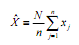 X̂ = N/n ∑_{j=1}^{n} x_j